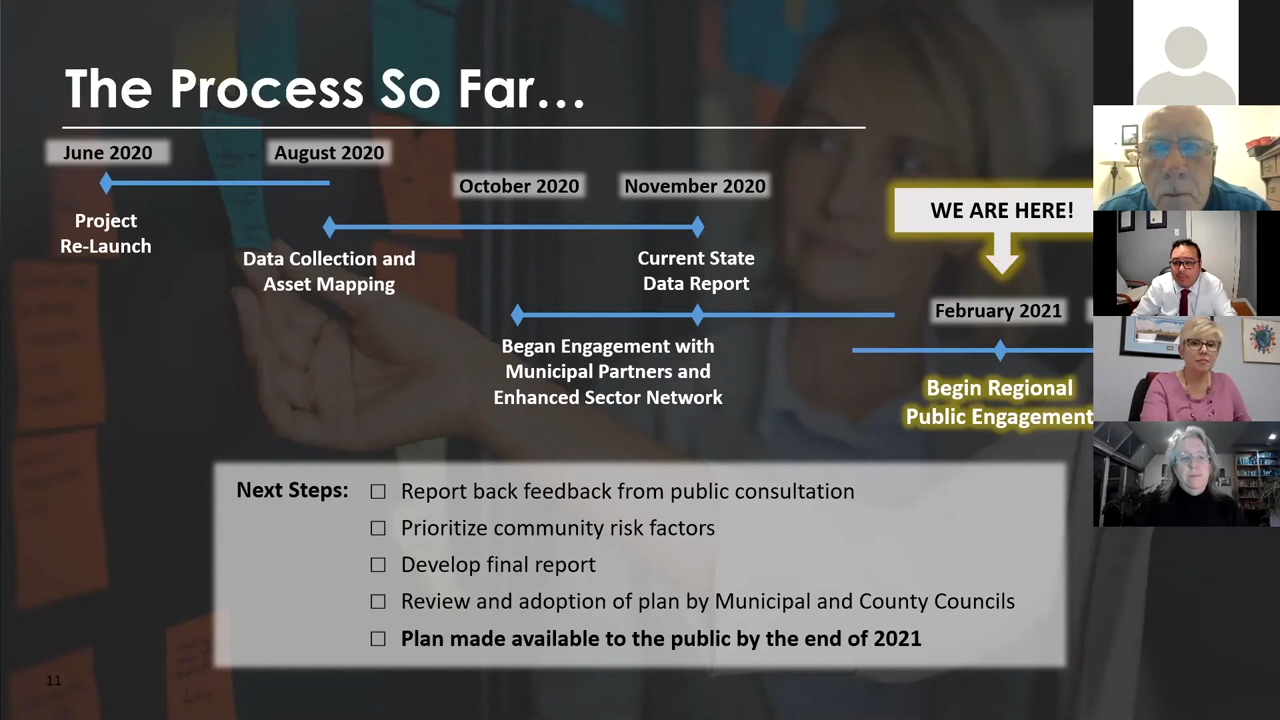 The Process So Far…
June 2020
August 2020
October 2020
November 2020
WE ARE HERE!
Project
Re-Launch
Data Collection and
Asset Mapping
Current State
Data Report
February 2021
Began Engagement with
Municipal Partners and
Enhanced Sector Network
Begin Regional
Public Engagement
Next Steps:
☐ Report back feedback from public consultation
☐ Prioritize community risk factors
☐ Develop final report
☐ Review and adoption of plan by Municipal and County Councils
☐ Plan made available to the public by the end of 2021
11